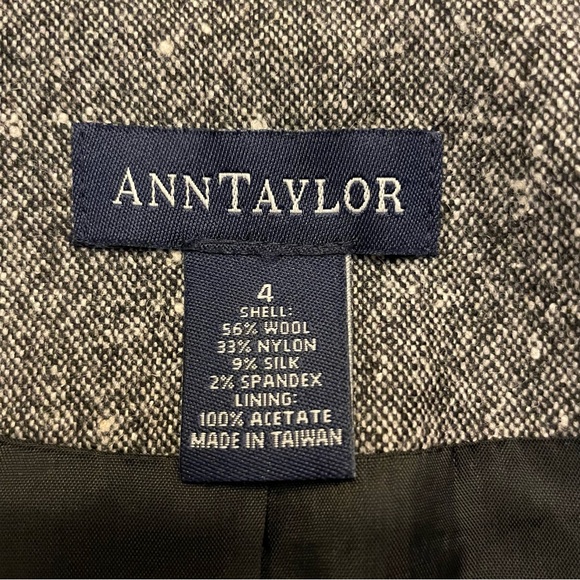 ANNTAYLOR
4
SHELL:
56% WOOL
33% NYLON
9% SILK
2% SPANDEX
LINING:
100% ACETATE
MADE IN TAIWAN